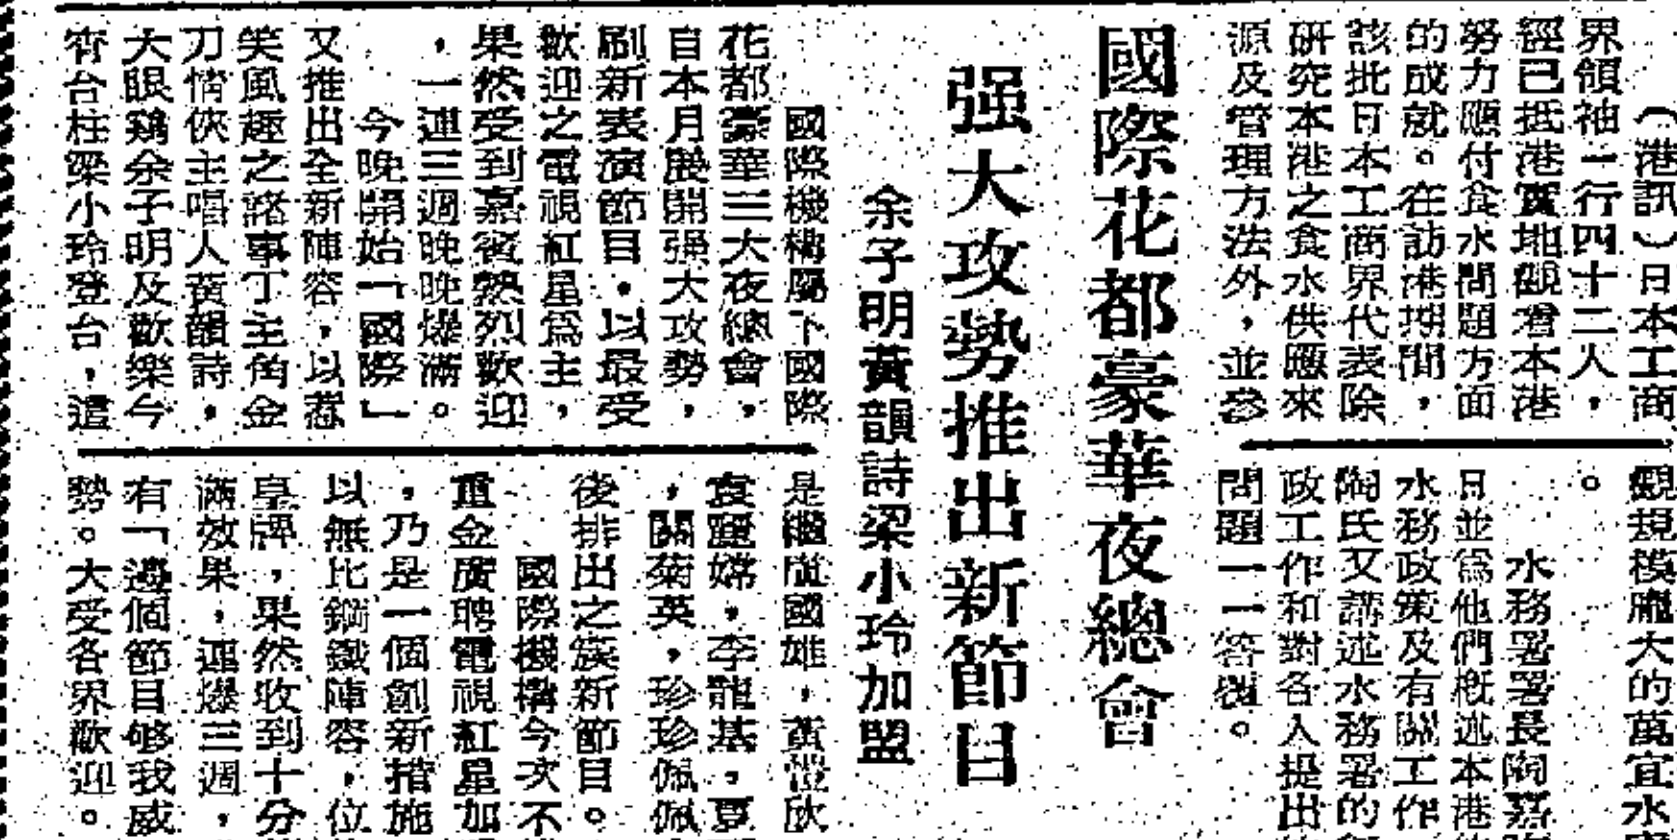 （港訊）日本工商
界領袖一行四十二人，
經已抵港實地觀察本港
努力應付食水問題方面
的成就。在訪港期間，
該批日本工商界代表除
研究本港之食水供應來
源及管理方法外，並參
觀規模龐大的萬宜水
。
水務署署長陶嘉
日並為他們概述本港
水務政策及有關工作
陶氏又講述水務署的
政工作和對各人提出
問題一一答覆。
國際花都豪華夜總會
强大攻勢推出新節目
余子明黃韻詩梁小玲加盟
國際機構屬下國際
花都豪華三大夜總會，
自本月展開强大攻勢，
刷新表演節目．以最受
歡迎之電視紅星為主，
果然受到嘉賓熱烈歡迎
，一連三週晚晚爆滿。
今晚開始「國際」
又推出全新陣容，以惹
笑風趣之諧事丁主角金
刀情俠主唱人黃韻詩，
大眼鷄余子明及歡樂今
宵台柱梁小玲登台，這
是繼度國雄，黃愷欣
袁麗嫦，李龍基，夏
，關菊英，珍珍佩佩
後排出之簇新節目。
國際機構今次不
重金廣聘電視紅星加
，乃是一個創新措施
以無比鋼鐵陣容，位
皇牌，果然收到十分
滿效果，連爆三週，
有「邊個節目够我威
勢。大受各界歡迎。